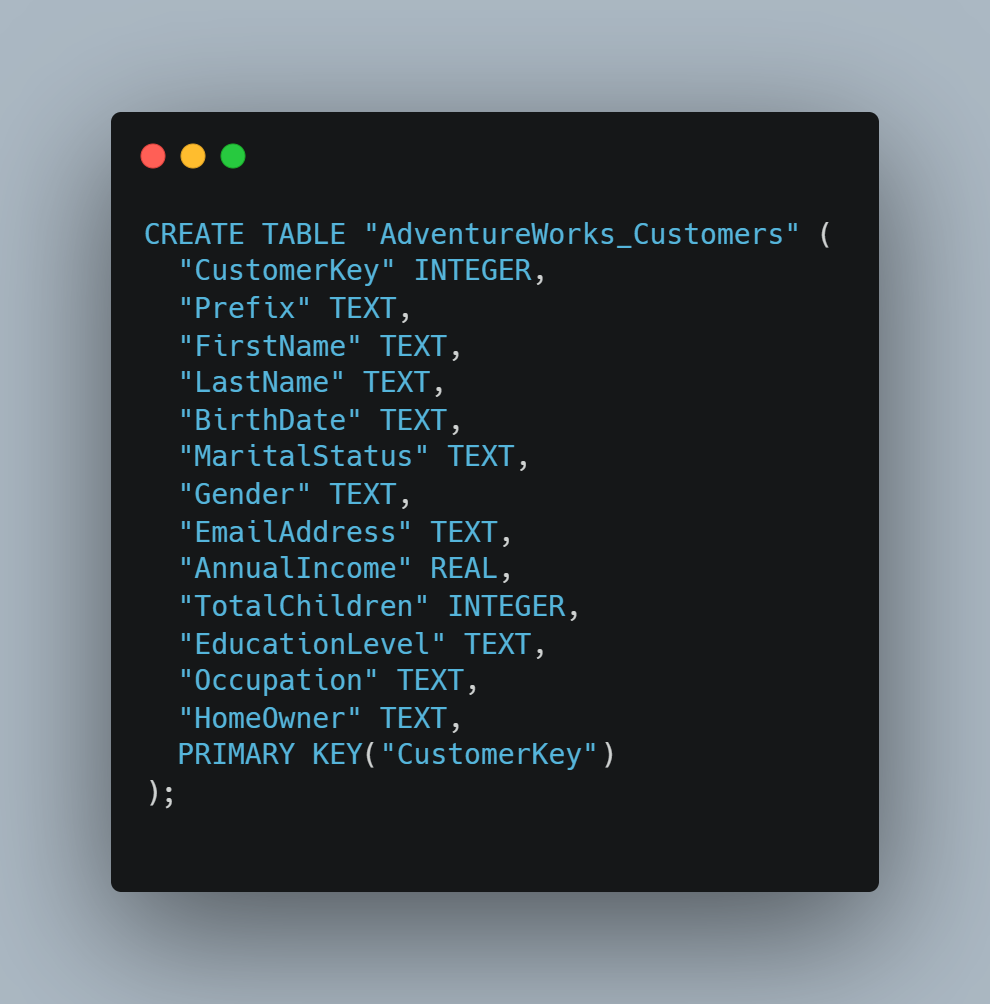 CREATE TABLE "AdventureWorks_Customers" (
  "CustomerKey" INTEGER,
  "Prefix" TEXT,
  "FirstName" TEXT,
  "LastName" TEXT,
  "BirthDate" TEXT,
  "MaritalStatus" TEXT,
  "Gender" TEXT,
  "EmailAddress" TEXT,
  "AnnualIncome" REAL,
  "TotalChildren" INTEGER,
  "EducationLevel" TEXT,
  "Occupation" TEXT,
  "HomeOwner" TEXT,
  PRIMARY KEY("CustomerKey")
);